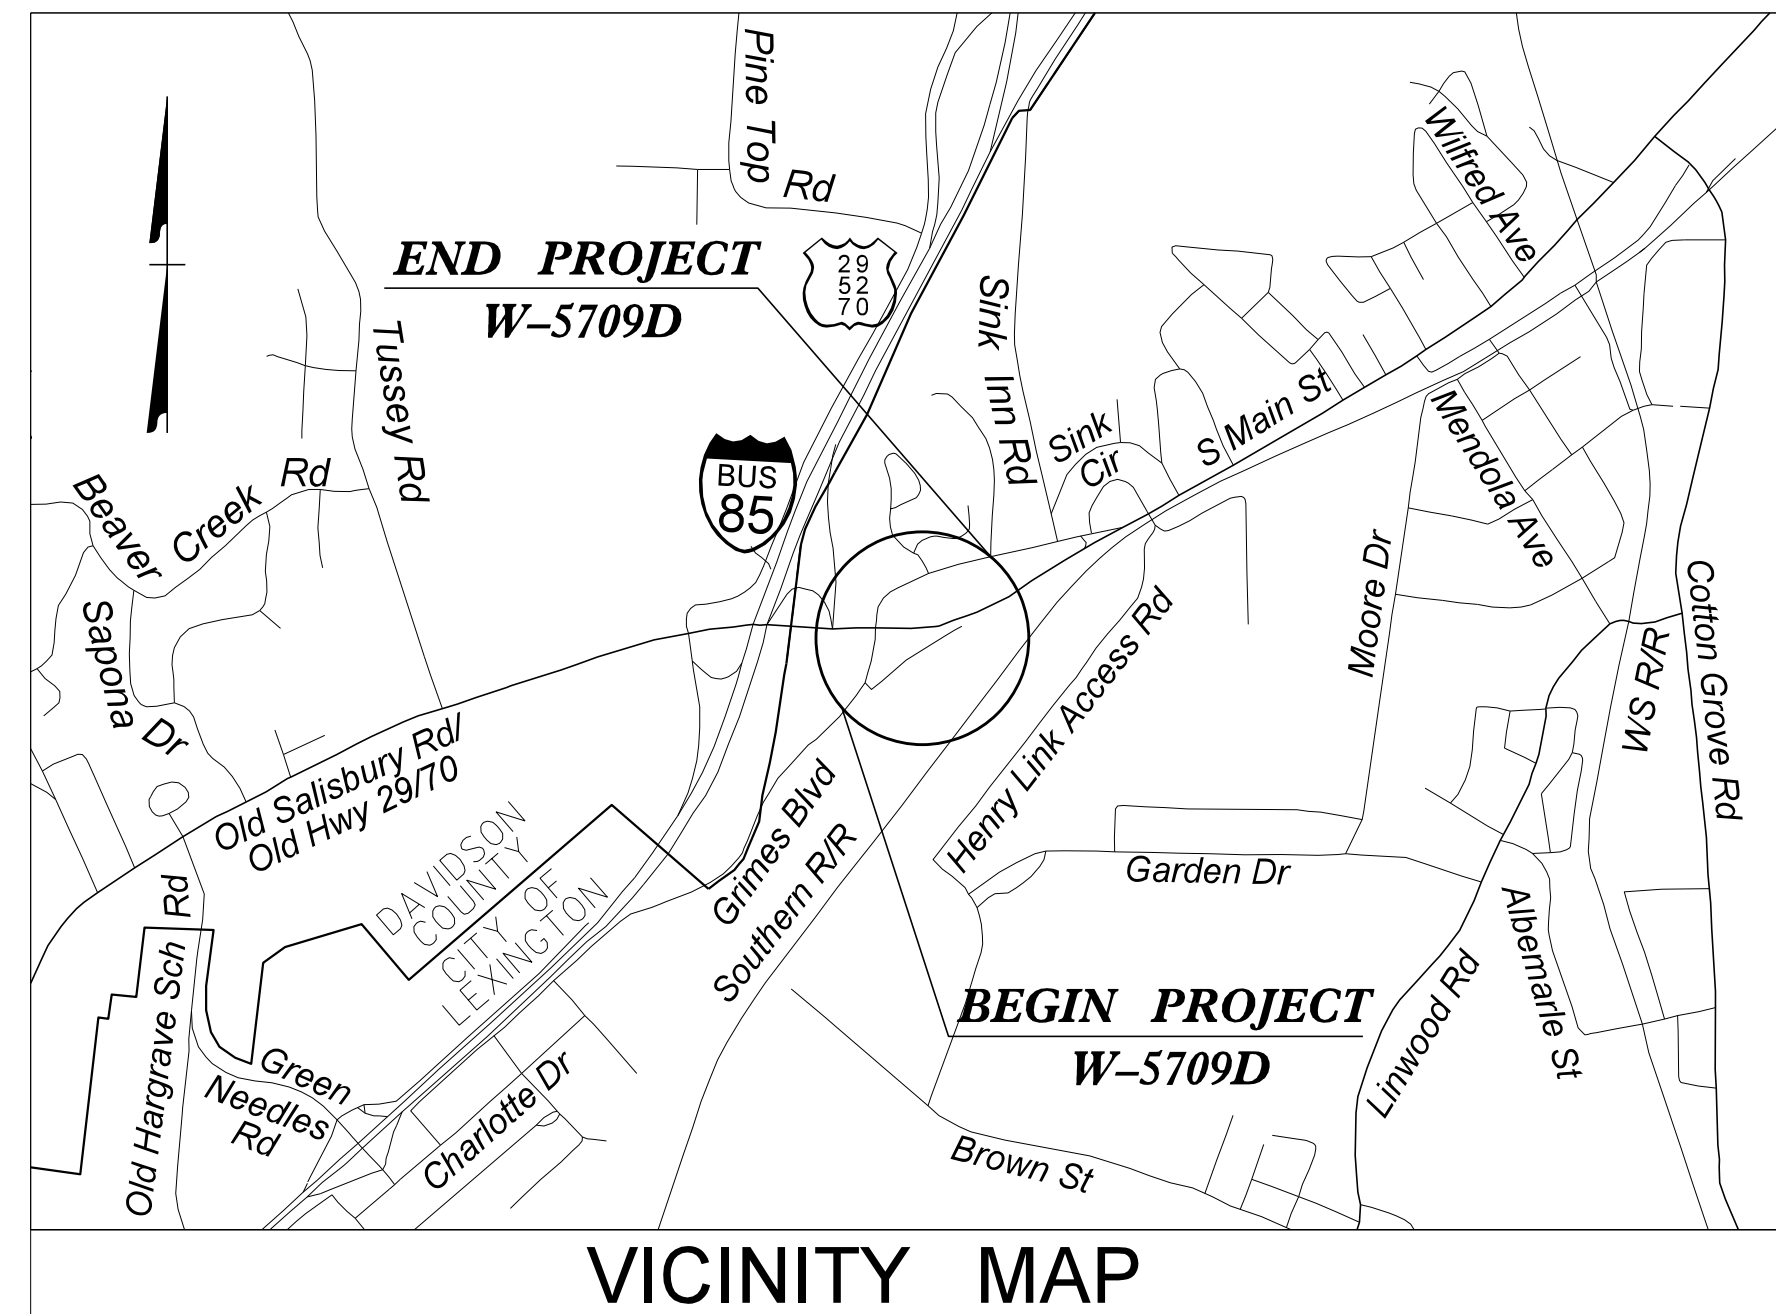 Pine Top Rd
Wilfred Ave
END PROJECT
W–5709D
29
52
70
Sink Inn Rd
Tussey Rd
S Main St
Sink
Cir
Mendola Ave
BUS
85
Beaver Creek Rd
Sapona Dr
Moore Dr
Cotton Grove Rd
WS R/R
Henry Link Access Rd
Old Salisbury Rd/
Old Hwy 29/70
DAVIDSON
COUNTY
CITY OF
LEXINGTON
Grimes Blvd
Southern R/R
Garden Dr
Albemarle St
Linwood Rd
Old Hargrave Sch Rd
BEGIN PROJECT
W–5709D
Green
Needles
Rd
Charlotte Dr
Brown St
VICINITY MAP